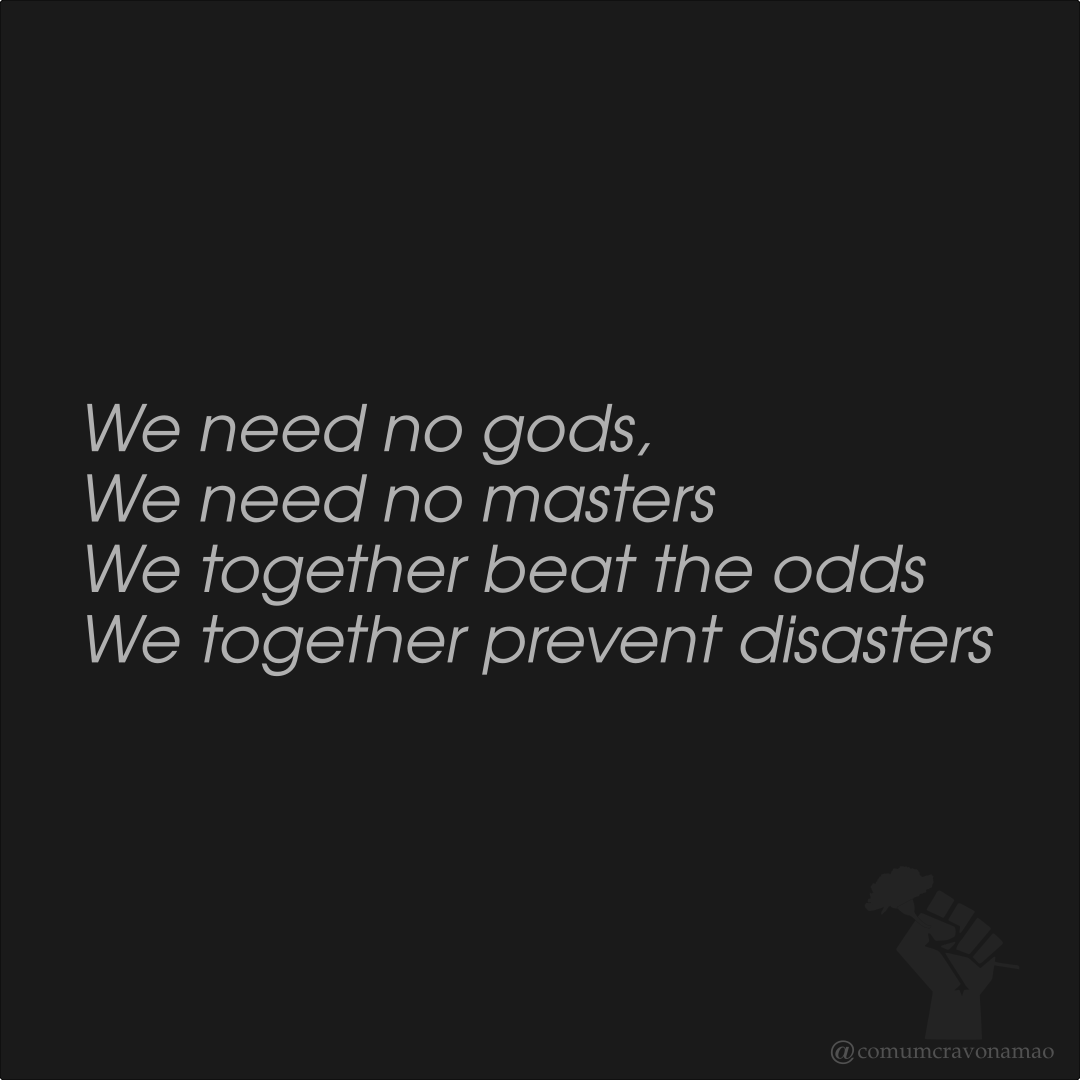 We need no gods,
We need no masters
We together beat the odds
We together prevent disasters
@comumcravonamao